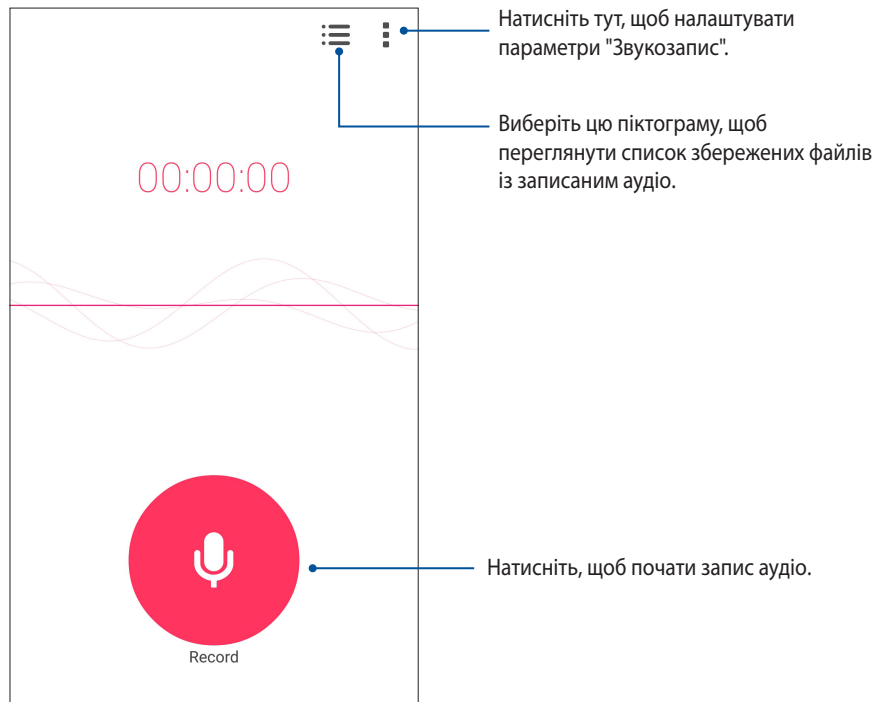 Натисніть тут, щоб налаштувати
параметри "Звукозапис".
Виберіть цю піктограму, щоб
переглянути список збережених файлів
із записаним аудіо.
00:00:00
Натисніть, щоб почати запис аудіо.
Record